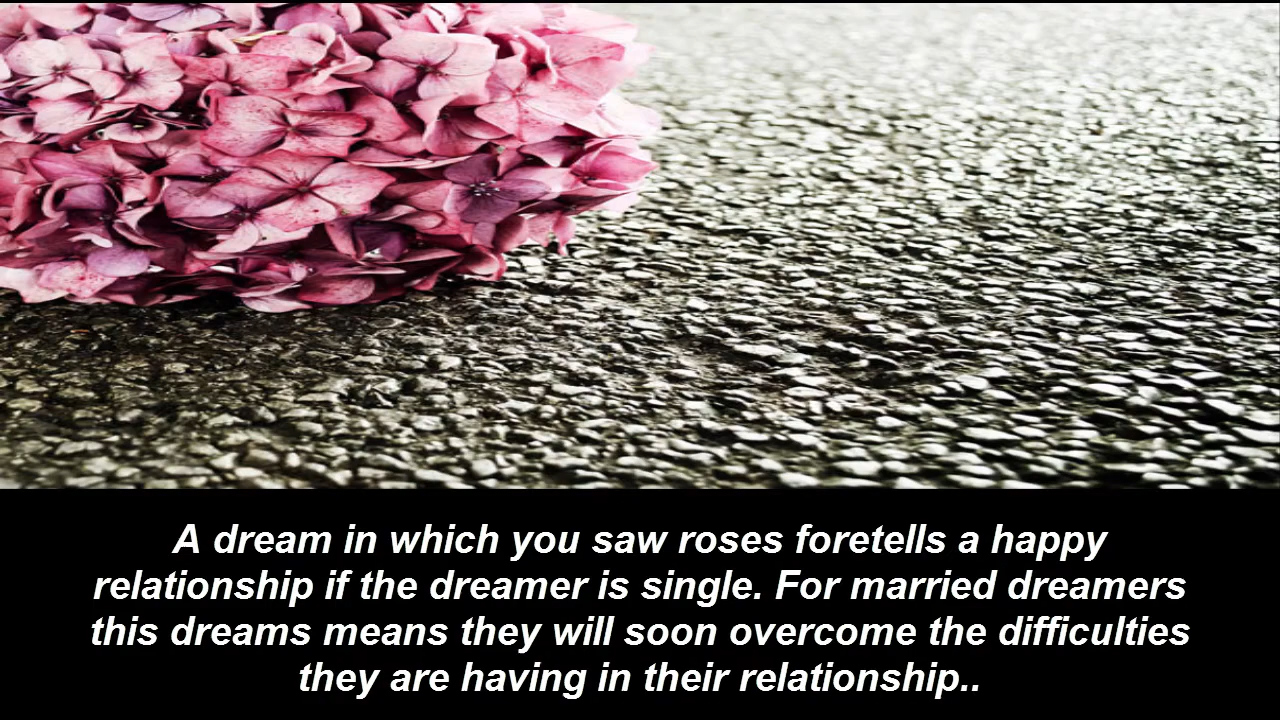 A dream in which you saw roses foretells a happy
relationship if the dreamer is single. For married dreamers
this dreams means they will soon overcome the difficulties
they are having in their relationship..